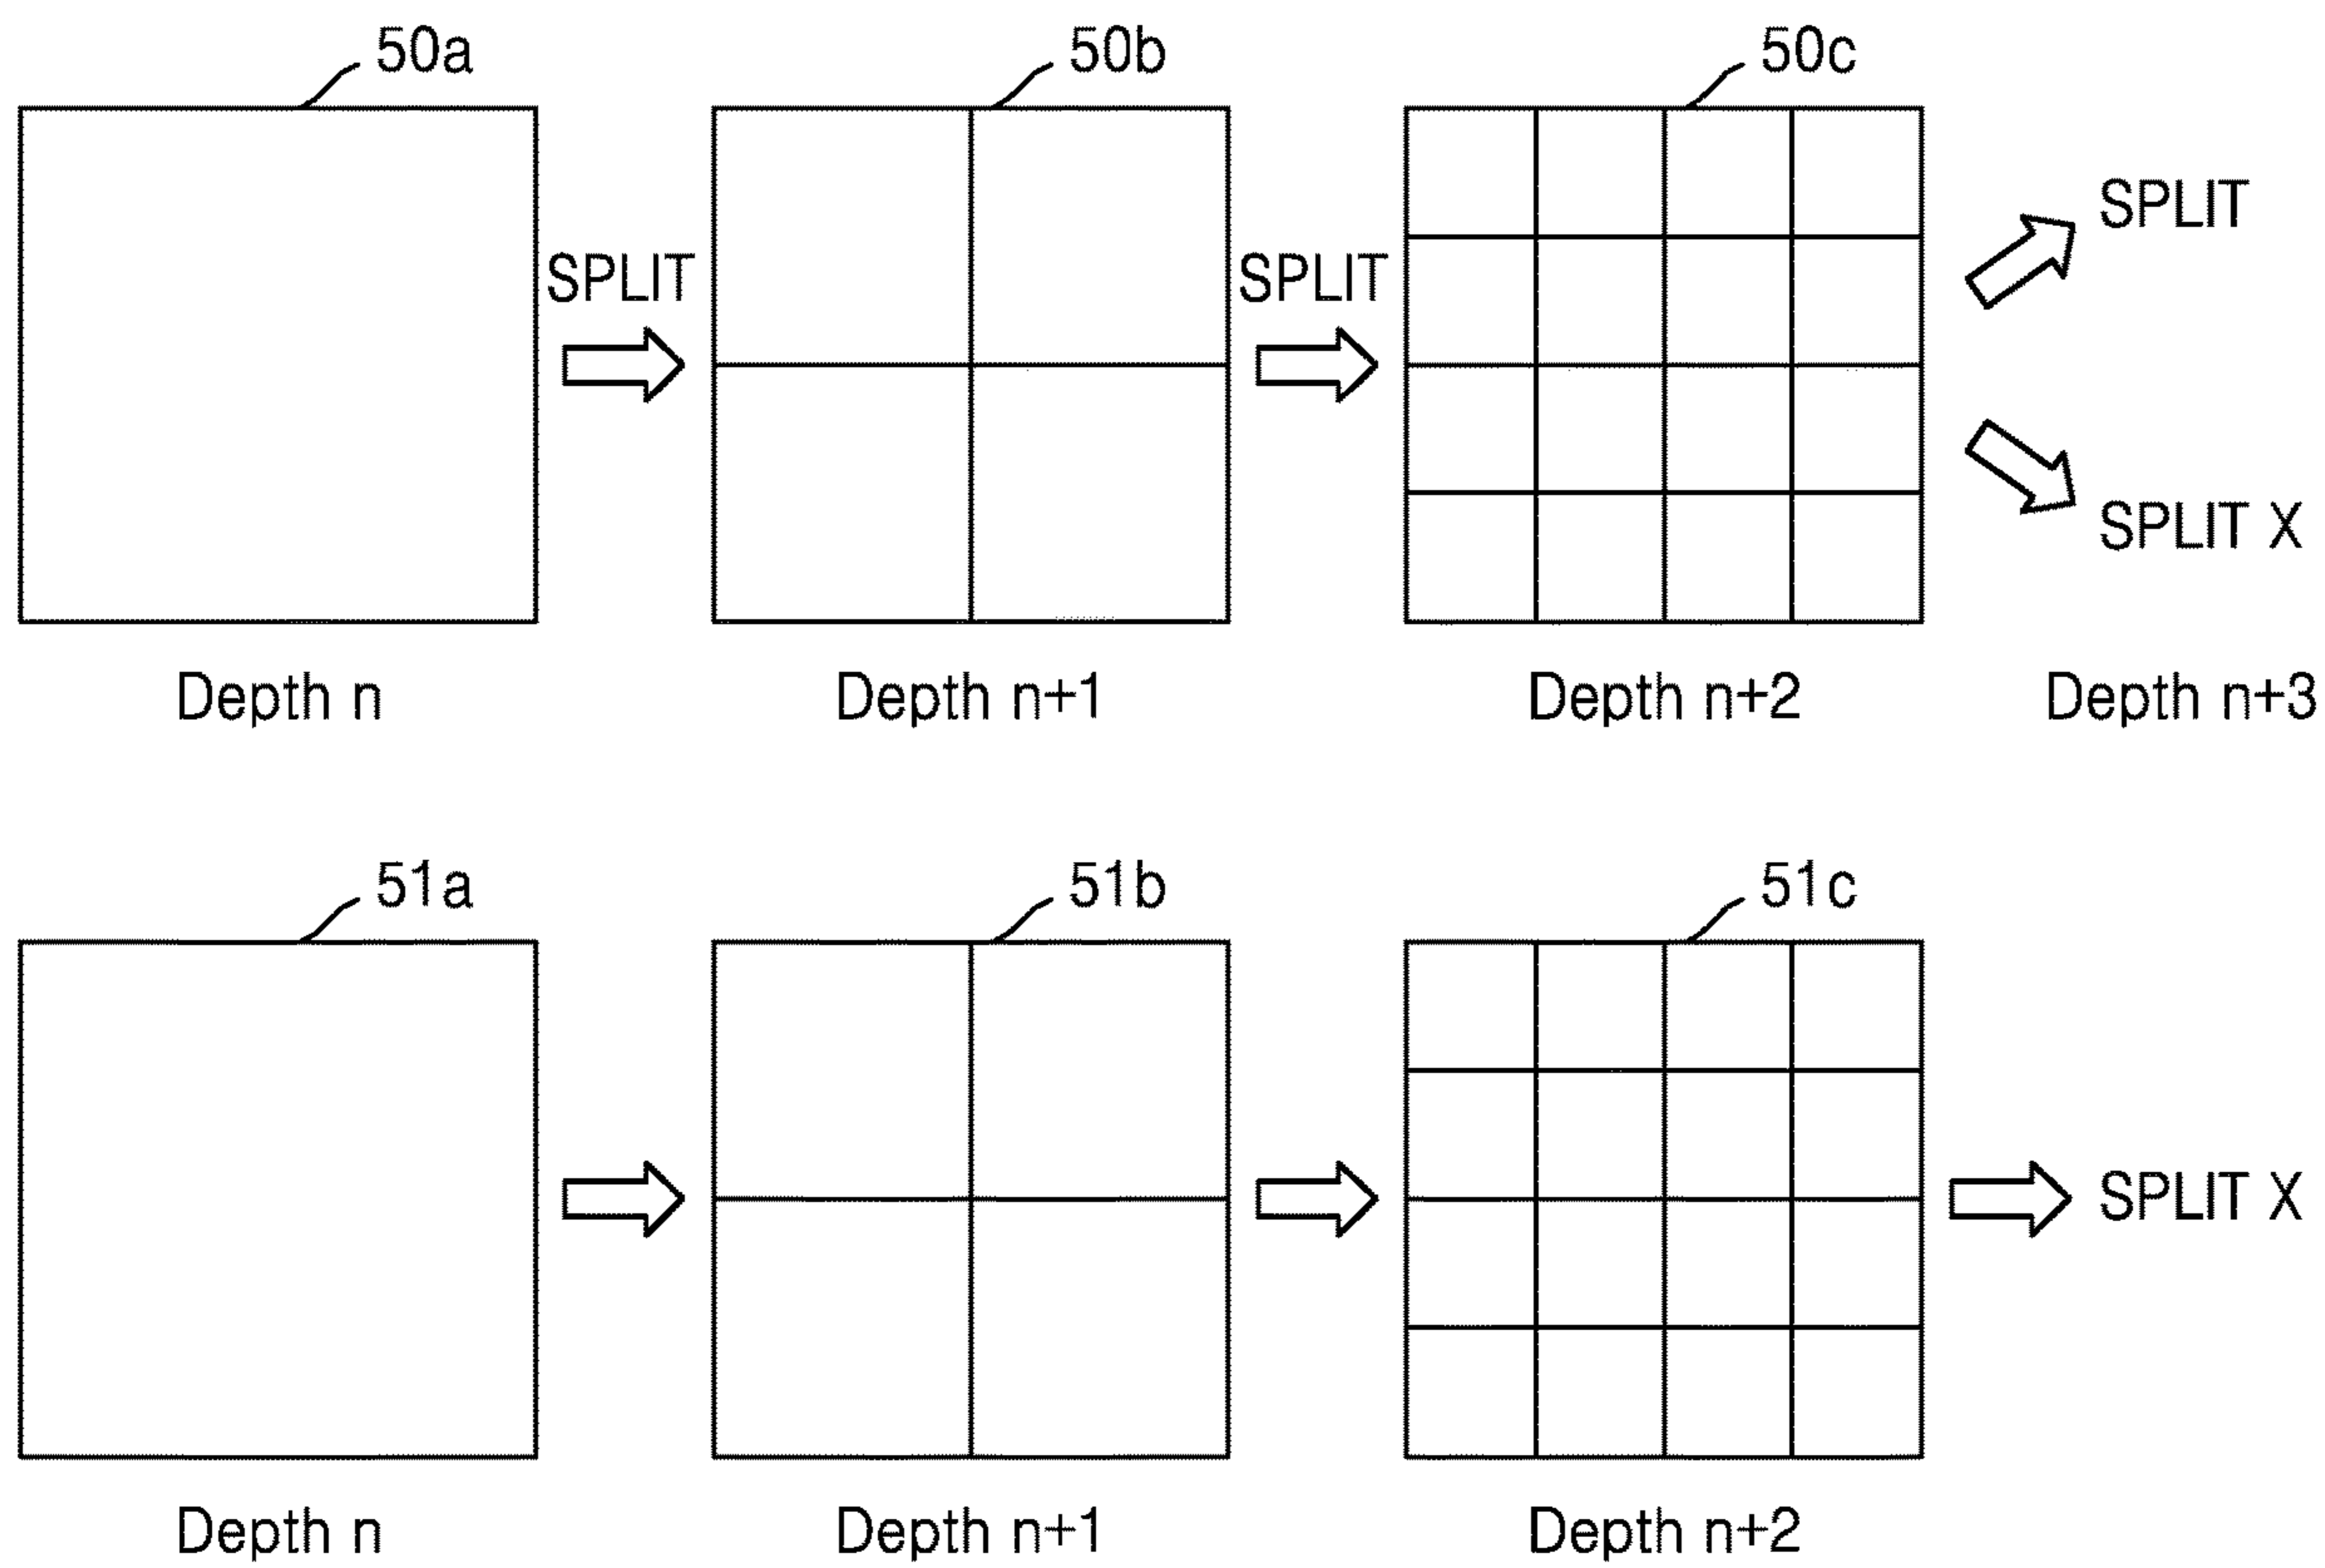 50a
50b
50c
SPLIT
SPLIT
SPLIT
SPLIT X
Depth n
Depth n+1
Depth n+2
Depth n+3
51a
51b
51c
SPLIT X
Depth n
Depth n+1
Depth n+2